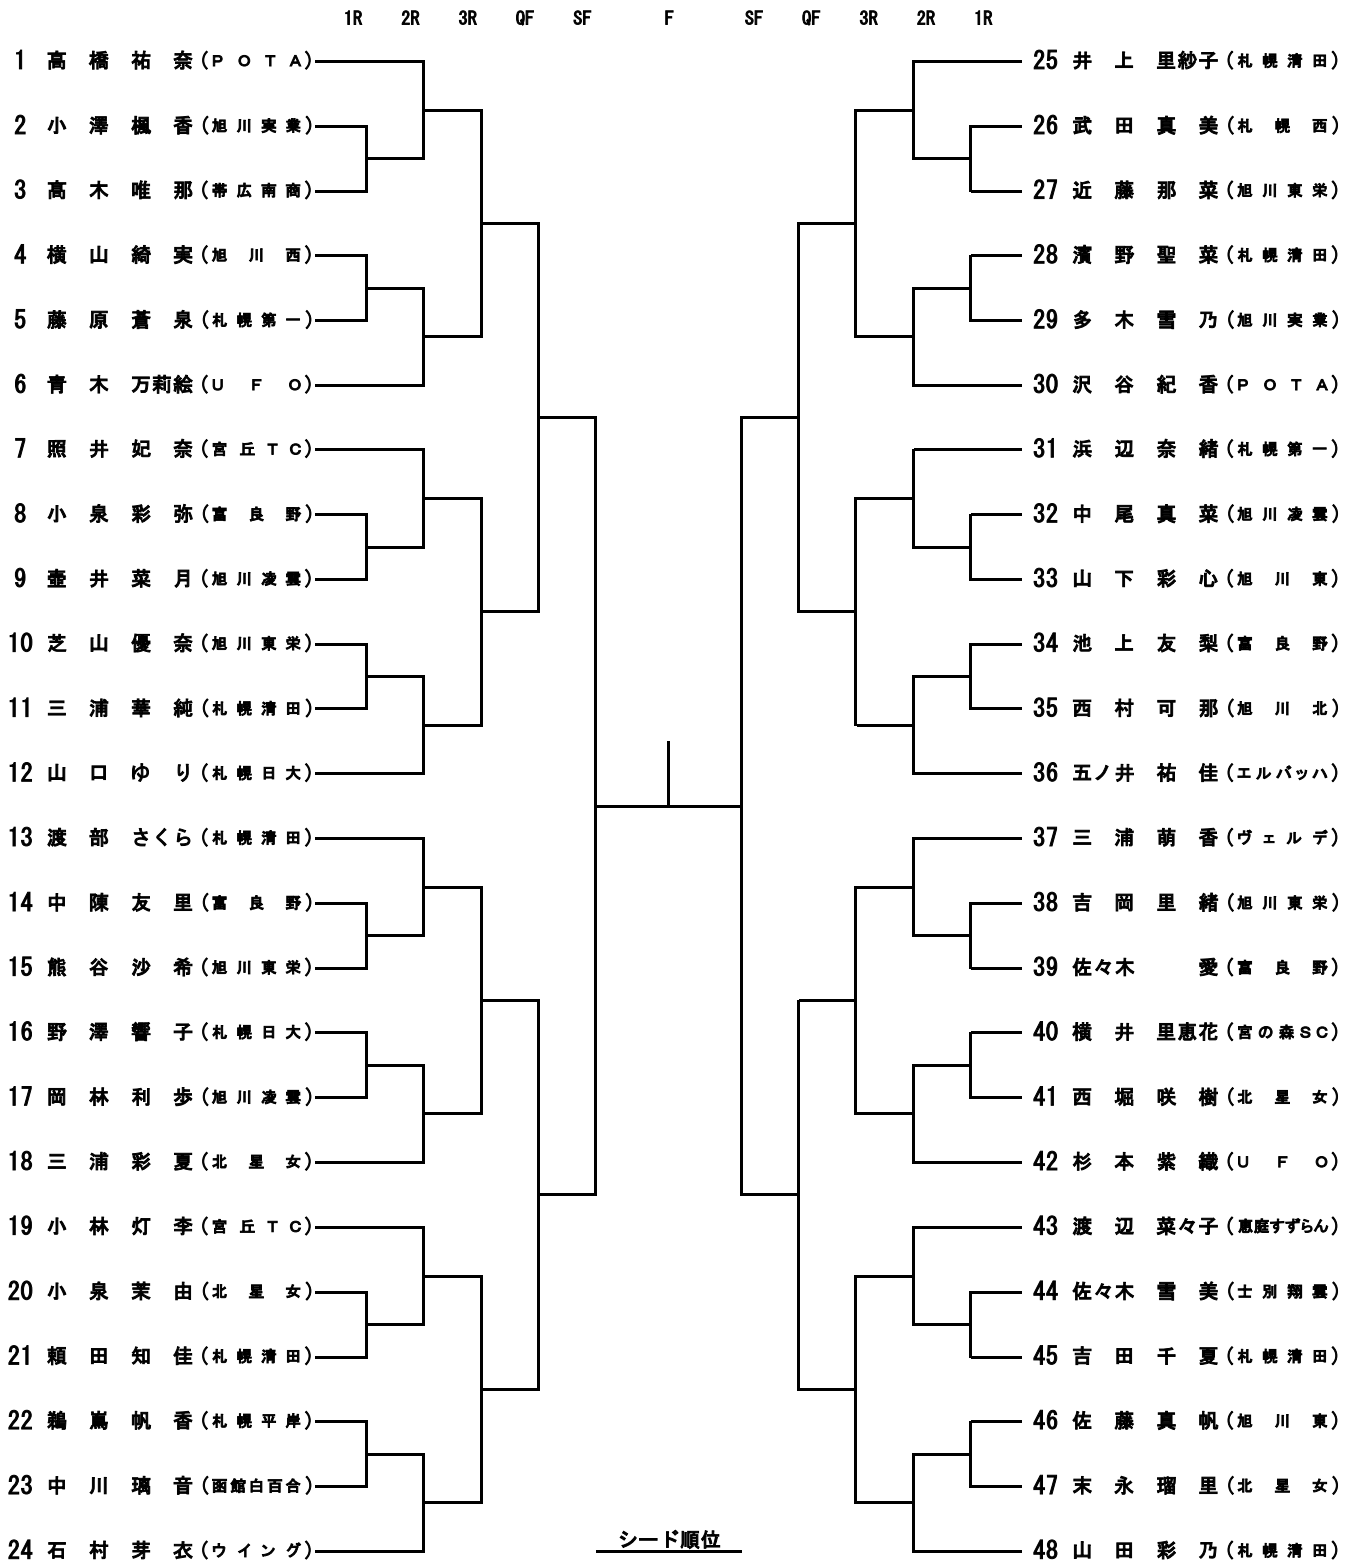 1R 2R 3R QF SF F SF QF 3R 2R 1R
1 高橋祐奈(POTA)
2 小澤楓香(旭川実業)
3 高木唯那(帯広南商)
4 横山綺実(旭川西)
5 藤原蒼泉(札幌第一)
6 青木万莉絵(UFO)
7 照井妃奈(宮丘TC)
8 小泉彩弥(富良野)
9 壷井菜月(旭川凌雲)
10 芝山優奈(旭川東栄)
11 三浦華純(札幌清田)
12 山口ゆり(札幌日大)
13 渡部さくら(札幌清田)
14 中陳友里(富良野)
15 熊谷沙希(旭川東栄)
16 野澤響子(札幌日大)
17 岡林利歩(旭川凌雲)
18 三浦彩夏(北星女)
19 小林灯李(宮丘TC)
20 小泉茉由(北星女)
21 頼田知佳(札幌清田)
22 鵜嶌帆香(札幌平岸)
23 中川璃音(函館白百合)
24 石村芽衣(ウイング)
25 井上里紗子(札幌清田)
26 武田真美(札幌西)
27 近藤那菜(旭川東栄)
28 濱野聖菜(札幌清田)
29 多木雪乃(旭川実業)
30 沢谷紀香(POTA)
31 浜辺奈緒(札幌第一)
32 中尾真菜(旭川凌雲)
33 山下彩心(旭川東)
34 池上友梨(富良野)
35 西村可那(旭川北)
36 五ノ井祐佳(エルバッハ)
37 三浦萌香(ヴェルデ)
38 吉岡里緒(旭川東栄)
39 佐々木愛(富良野)
40 横井里恵花(宮の森SC)
41 西堀咲樹(北星女)
42 杉本紫織(UFO)
43 渡辺菜々子(恵庭すずらん)
44 佐々木雪美(士別翔雲)
45 吉田千夏(札幌清田)
46 佐藤真帆(旭川東)
47 末永瑠里(北星女)
48 山田彩乃(札幌清田)
シード順位